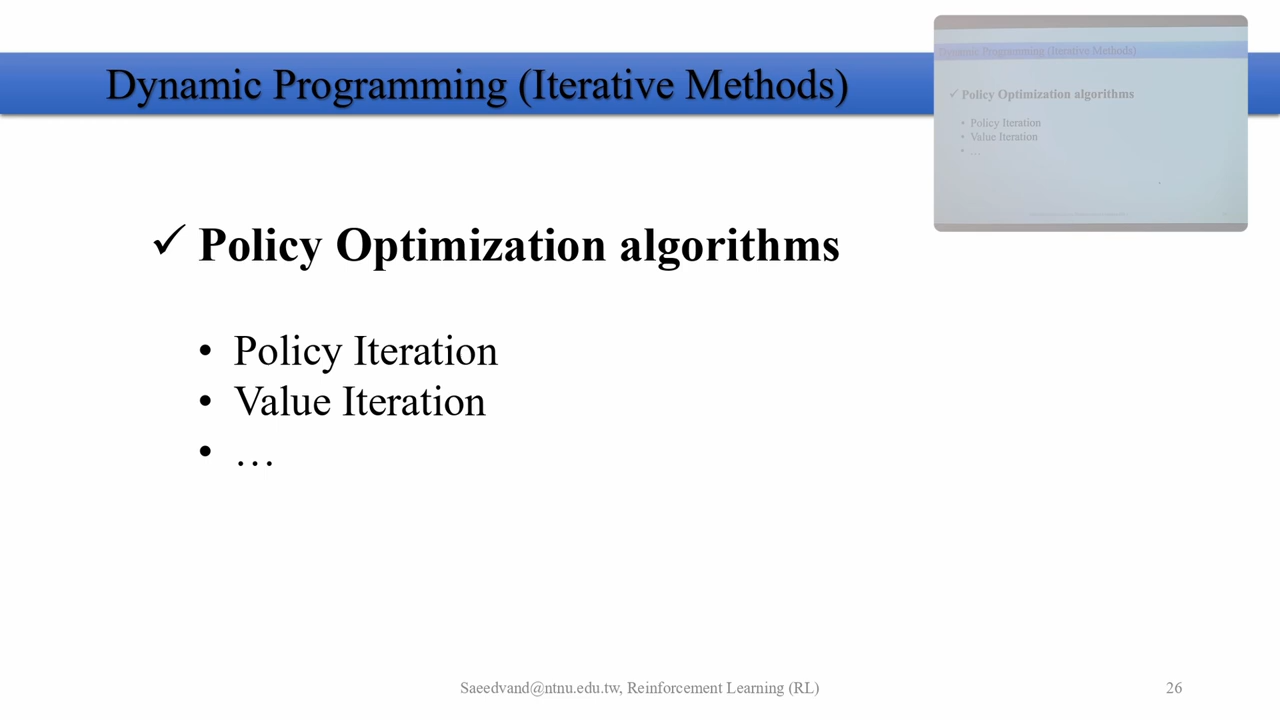 Dynamic Programming (Iterative Methods)
✓ Policy Optimization algorithms
• Policy Iteration
• Value Iteration
• …
Dynamic Programming (Iterative Methods)
✓ Policy Optimization algorithms
• Policy Iteration
• Value Iteration
• …
Saeedvand@ntnu.edu.tw, Reinforcement Learning (RL)
26